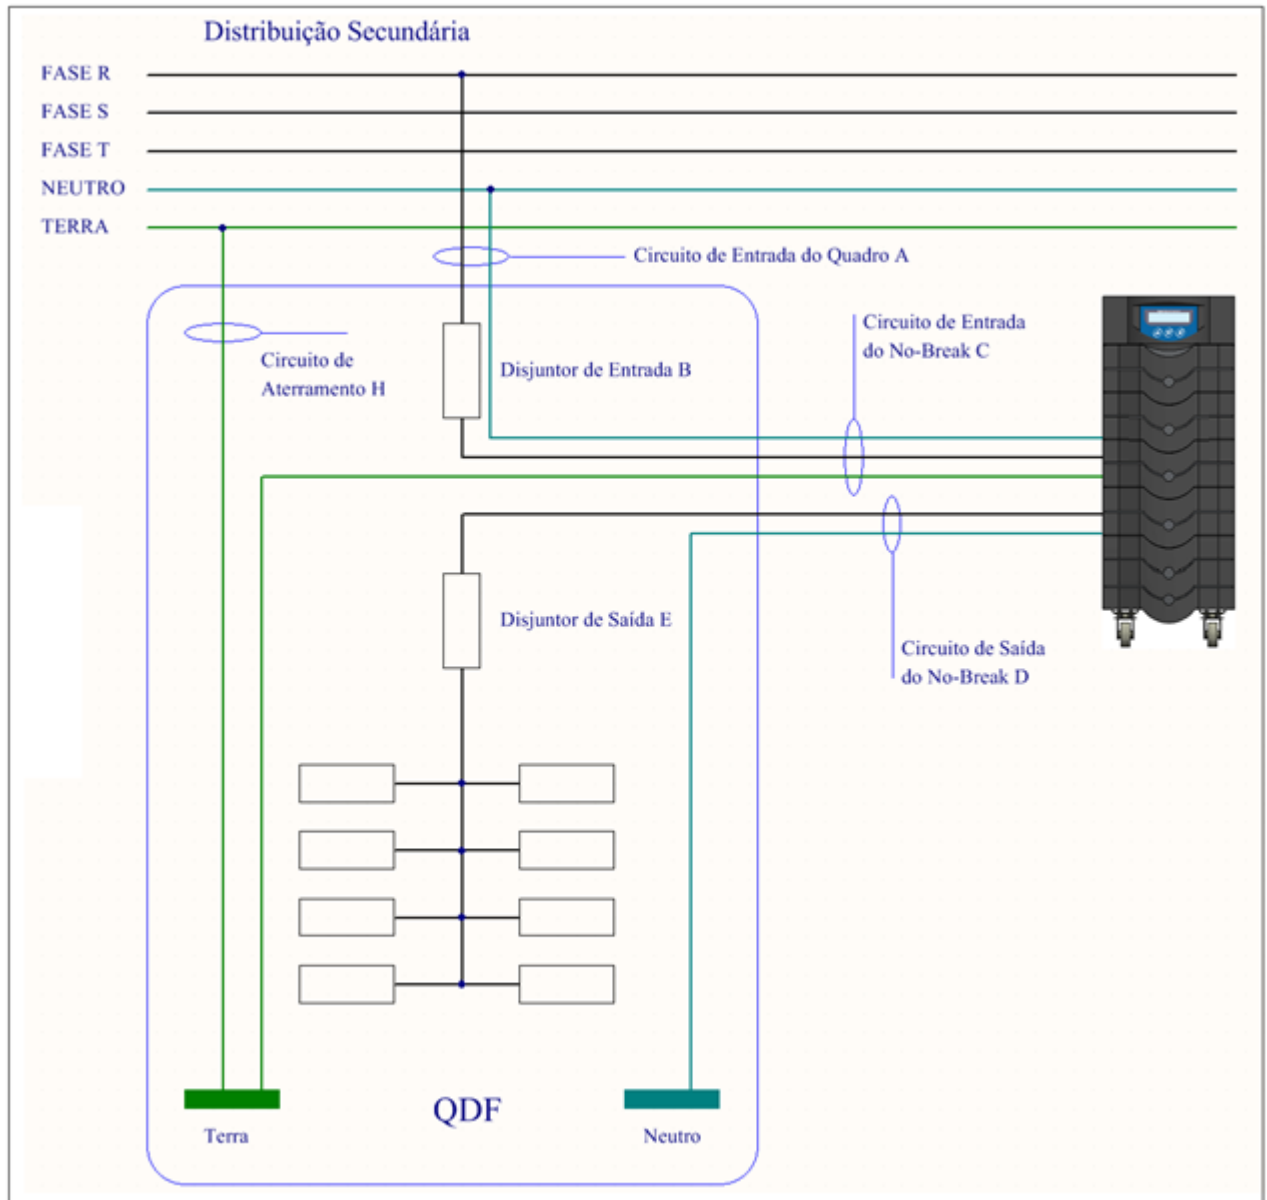 Distribuição Secundária
FASE R
FASE S
FASE T
NEUTRO
TERRA
Circuito de Entrada do Quadro A
Circuito de Entrada
do No-Break C
Circuito de
Aterramento H
Disjuntor de Entrada B
Disjuntor de Saída E
Circuito de Saída
do No-Break D
QDF
Terra
Neutro